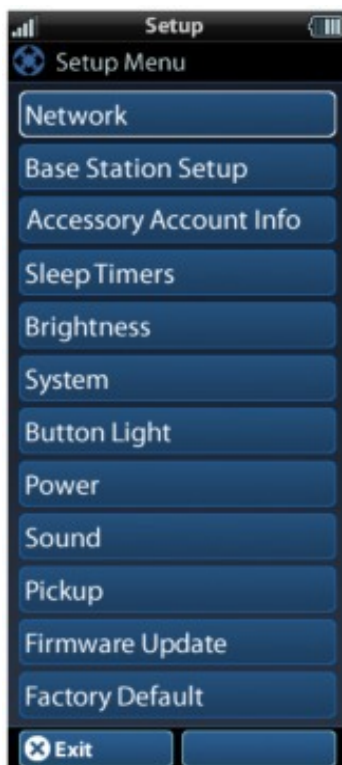 Setup
Setup Menu
Network
Base Station Setup
Accessory Account Info
Sleep Timers
Brightness
System
Button Light
Power
Sound
Pickup
Firmware Update
Factory Default
Exit